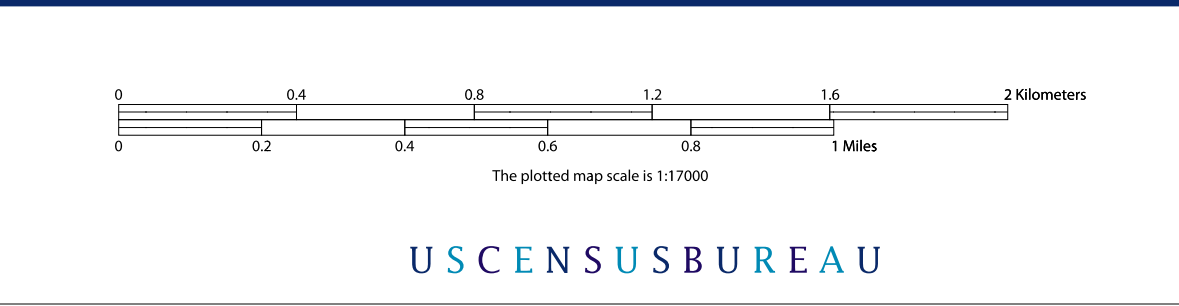 0 0.4 0.8 1.2 1.6 2 Kilometers
0 0.2 0.4 0.6 0.8 1 Miles
The plotted map scale is 1:17000
USCENSUSBUREAU